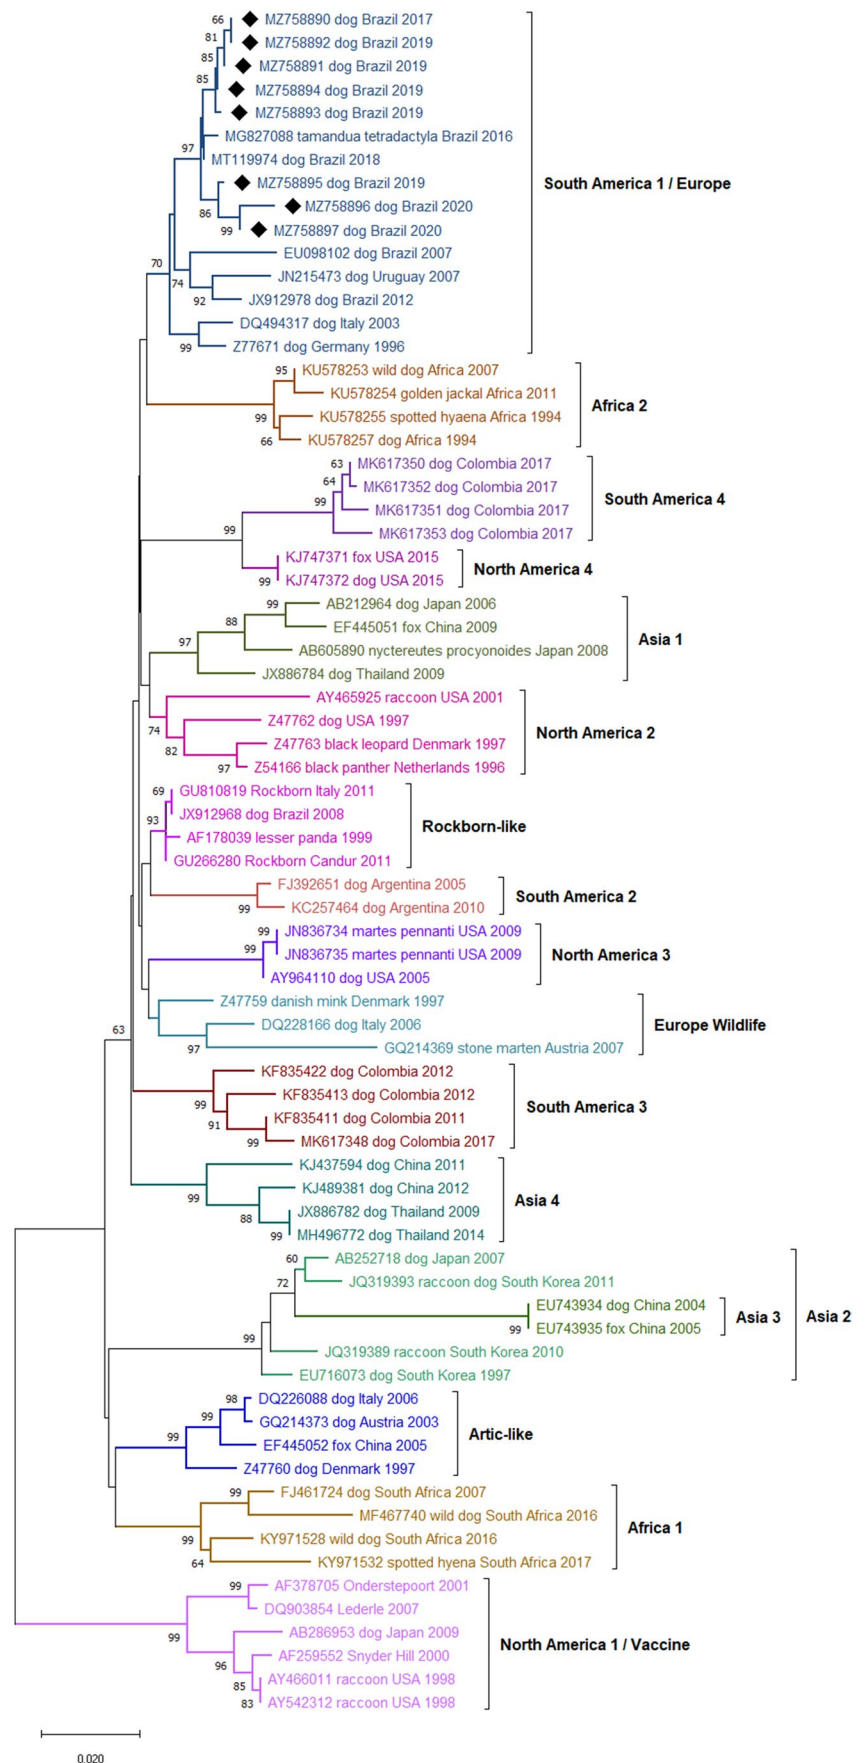 66
MZ758890 dog Brazil 2017
81
MZ758892 dog Brazil 2019
85
MZ758891 dog Brazil 2019
85
MZ758894 dog Brazil 2019
MZ758893 dog Brazil 2019
MG827088 tamandua tetradactyla Brazil 2016
97
MT119974 dog Brazil 2018
MZ758895 dog Brazil 2019
South America 1 / Europe
86
MZ758896 dog Brazil 2020
99
MZ758897 dog Brazil 2020
EU098102 dog Brazil 2007
70
74
JN215473 dog Uruguay 2007
92
JX912978 dog Brazil 2012
DQ494317 dog Italy 2003
99
Z77671 dog Germany 1996
95
KU578253 wild dog Africa 2007
KU578254 golden jackal Africa 2011
Africa 2
99
KU578255 spotted hyaena Africa 1994
66
KU578257 dog Africa 1994
63
MK617350 dog Colombia 2017
64
MK617352 dog Colombia 2017
South America 4
99
MK617351 dog Colombia 2017
99
MK617353 dog Colombia 2017
KJ747371 fox USA 2015
North America 4
99
KJ747372 dog USA 2015
99
AB212964 dog Japan 2006
88
EF445051 fox China 2009
Asia 1
97
AB605890 nyctereutes procyonoides Japan 2008
JX886784 dog Thailand 2009
AY465925 raccoon USA 2001
74
Z47762 dog USA 1997
North America 2
82
Z47763 black leopard Denmark 1997
97
Z54166 black panther Netherlands 1996
69
GU810819 Rockborn Italy 2011
93
JX912968 dog Brazil 2008
Rockborn-like
AF178039 lesser panda 1999
GU266280 Rockborn Candur 2011
FJ392651 dog Argentina 2005
South America 2
99
KC257464 dog Argentina 2010
99
JN836734 martes pennanti USA 2009
99
JN836735 martes pennanti USA 2009
North America 3
AY964110 dog USA 2005
Z47759 danish mink Denmark 1997
63
DQ228166 dog Italy 2006
Europe Wildlife
97
GQ214369 stone marten Austria 2007
KF835422 dog Colombia 2012
99
KF835413 dog Colombia 2012
South America 3
91
KF835411 dog Colombia 2011
99
MK617348 dog Colombia 2017
KJ437594 dog China 2011
99
KJ489381 dog China 2012
Asia 4
88
JX886782 dog Thailand 2009
99
MH496772 dog Thailand 2014
60
AB252718 dog Japan 2007
72
JQ319393 raccoon dog South Korea 2011
EU743934 dog China 2004
Asia 3
Asia 2
99
EU743935 fox China 2005
99
JQ319389 raccoon South Korea 2010
EU716073 dog South Korea 1997
98
DQ226088 dog Italy 2006
99
GQ214373 dog Austria 2003
Artic-like
99
EF445052 fox China 2005
Z47760 dog Denmark 1997
99
FJ461724 dog South Africa 2007
MF467740 wild dog South Africa 2016
Africa 1
99
KY971528 wild dog South Africa 2016
64
KY971532 spotted hyena South Africa 2017
99
AF378705 Onderstepoort 2001
DQ903854 Lederle 2007
99
AB286953 dog Japan 2009
North America 1 / Vaccine
96
AF259552 Snyder Hill 2000
85
AY466011 raccoon USA 1998
83
AY542312 raccoon USA 1998
0.020